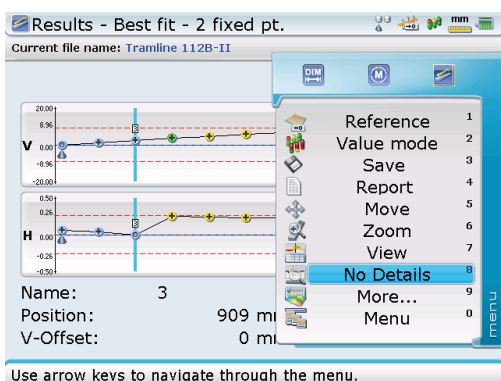 Results - Best fit - 2 fixed pt.
mm
Current file name: Tramline 112B-II
DIM
M
20.00
8.96
V 0.00
-8.96
-20.00
3
0.50
0.26
H 0.00
-0.26
-0.50
3
Reference 1
Value mode 2
Save 3
Report 4
Move 5
Zoom 6
View 7
No Details 8
More... 9
Menu 0
menu
Name: 3
Position: 909 m
V-Offset: 0 m
Use arrow keys to navigate through the menu.